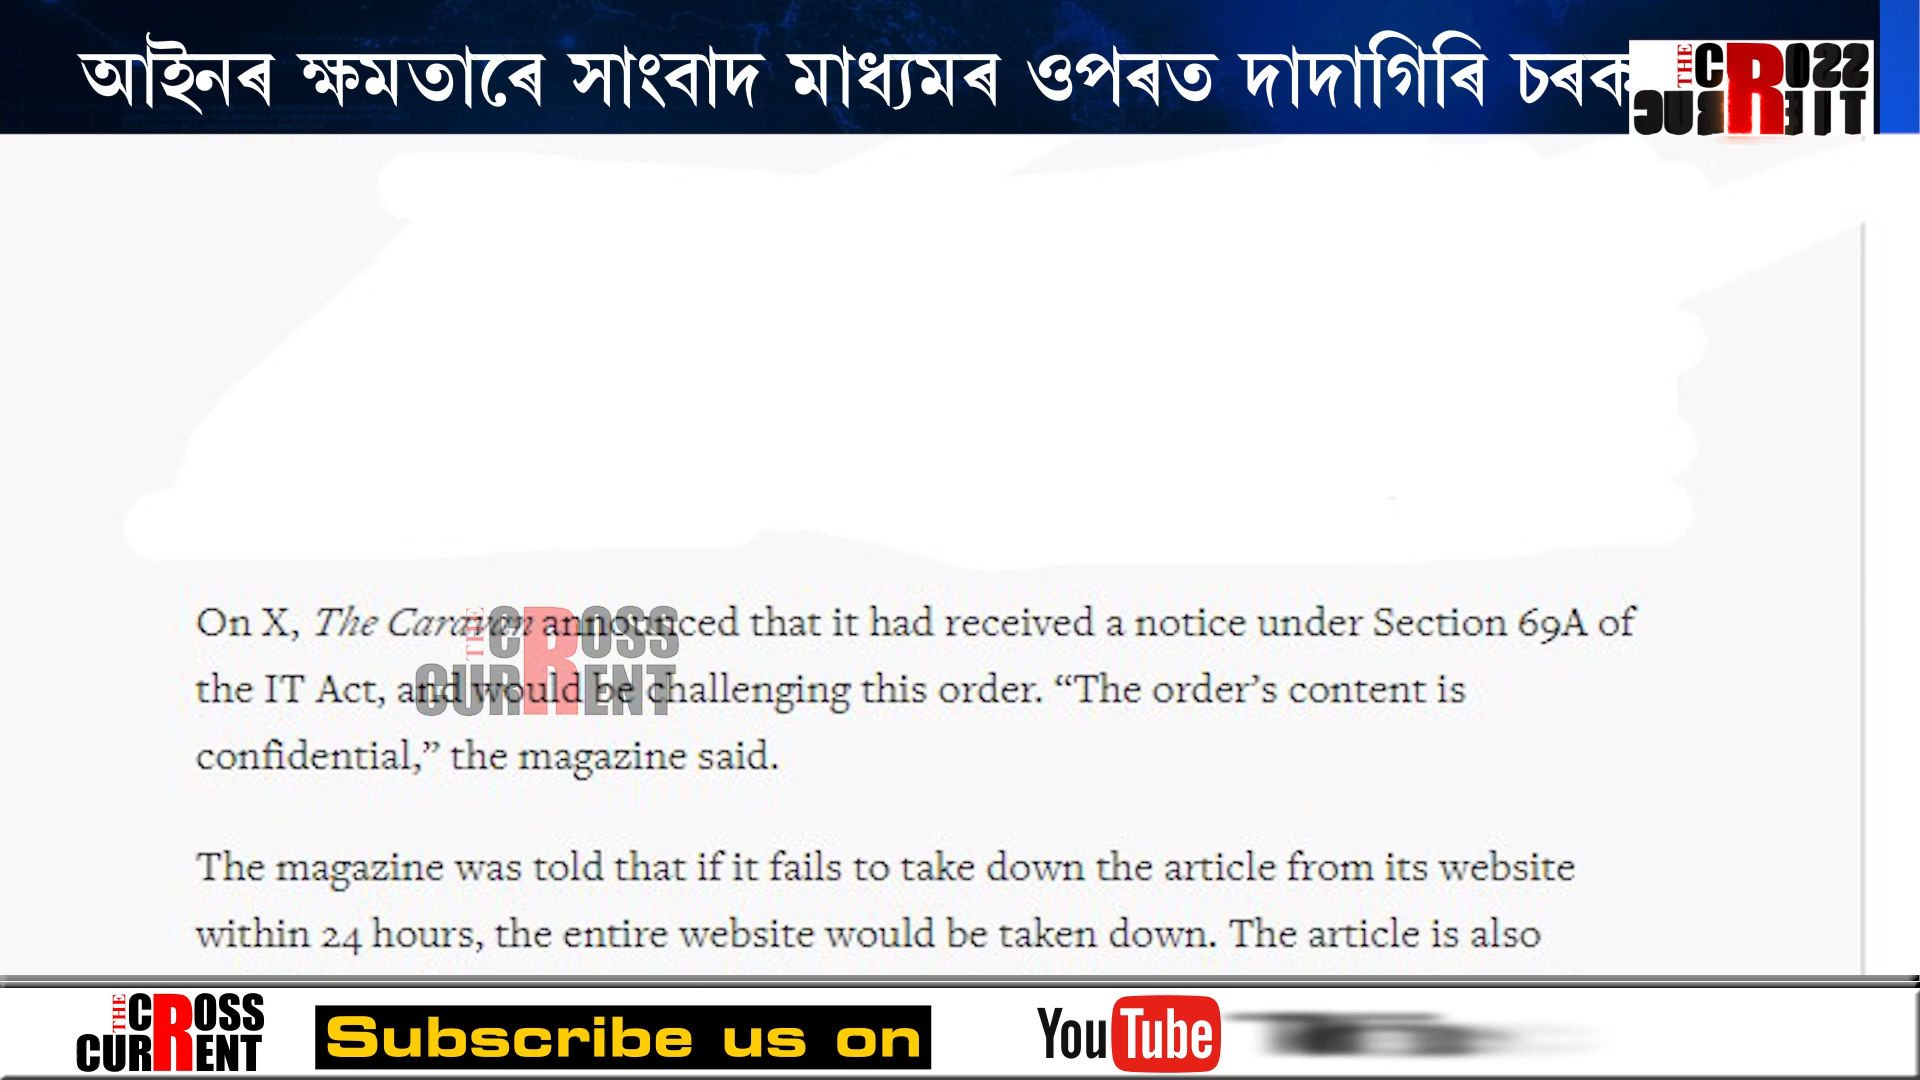 আইনৰ ক্ষমতাৰে সাংবাদ মাধ্যমৰ ওপৰত দাদাগিৰি
THE CROSS
CURRENT
On X, The Caravan announced that it had received a notice under Section 69A of
the IT Act, and would be challenging this order. “The order’s content is
confidential,” the magazine said.
THE CROSS
CURRENT
The magazine was told that if it fails to take down the article from its website
within 24 hours, the entire website would be taken down. The article is also
THE CROSS
CURRENT
Subscribe us on
YouTube